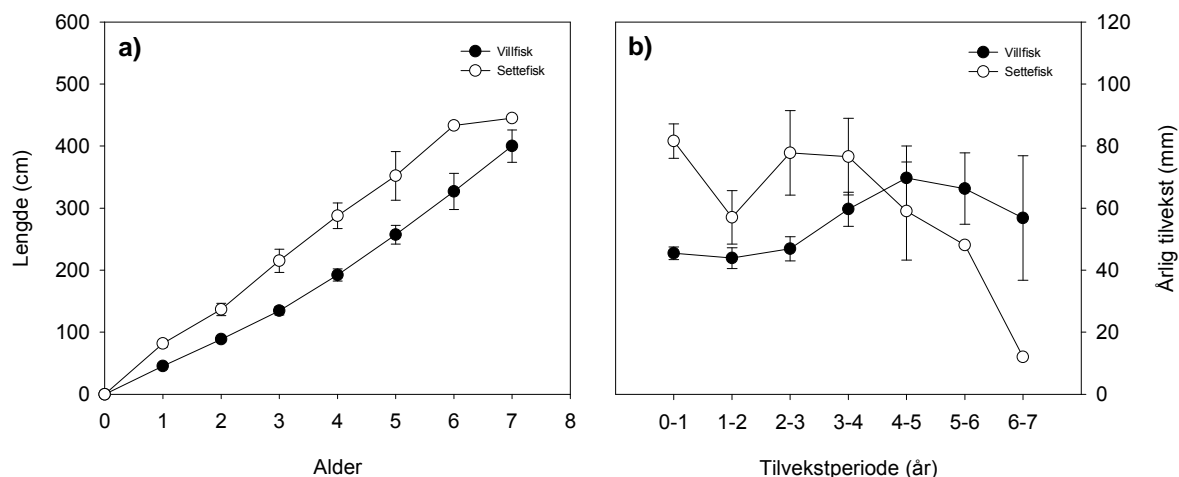 a)
Villfisk
Settefisk
600
500
400
300
200
100
0
Lengde (cm)
0 1 2 3 4 5 6 7 8
Alder
b)
Villfisk
Settefisk
120
100
80
60
40
20
0
Årlig tilvekst (mm)
0-1 1-2 2-3 3-4 4-5 5-6 6-7
Tilvekstperiode (år)